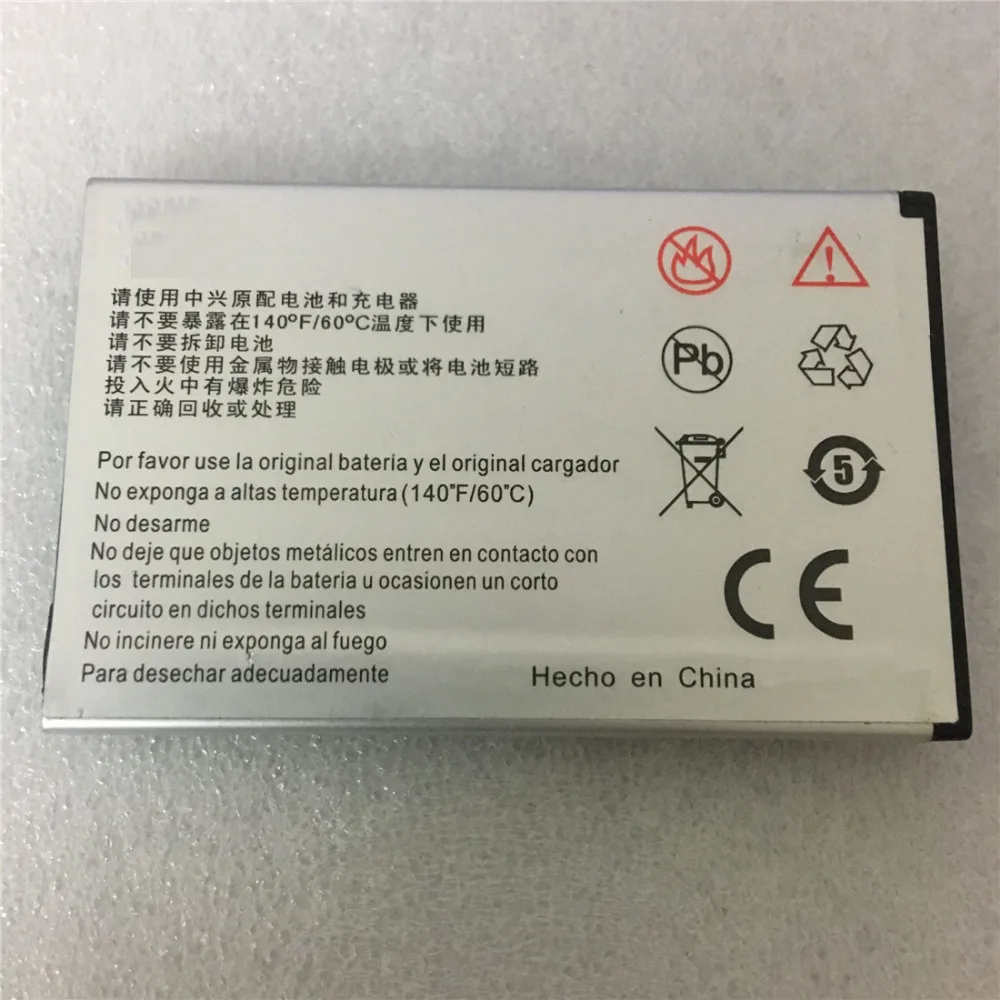 请使用中兴原配电池和充电器
请不要暴露在140ºF/60ºC温度下使用
请不要拆卸电池
请不要使用金属物接触电极或将电池短路
投入火中有爆炸危险
请正确回收或处理
Por favor use la original bateria y el original cargador
No exponga a altas temperatura (140°F/60°C)
No desarme
No deje que objetos metálicos entren en contacto con
los terminales de la bateria u ocasionen un corto
circuito en dichos terminales
No incinere ni exponga al fuego
Para desechar adecuadamente
Hecho en China
Pb
5
CE